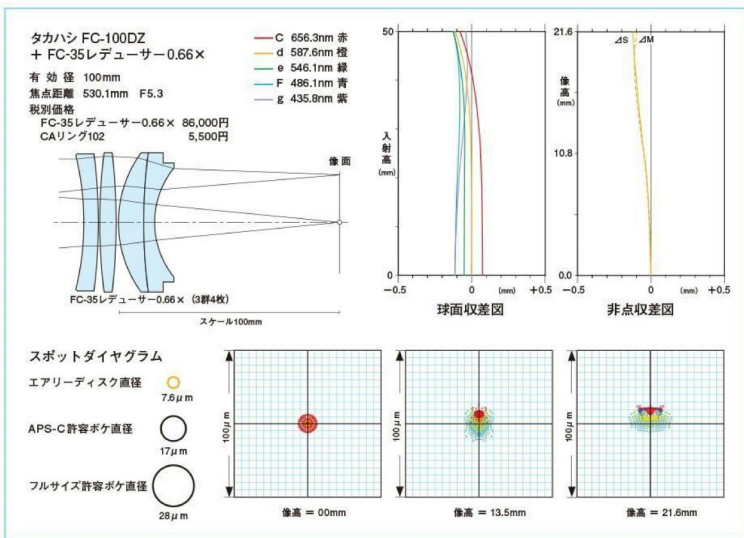 タカハシ FC-100DZ
+ FC-35レデューサー0.66×
有 効 径 100mm
焦点距離 530.1mm F5.3
税別価格
FC-35レデューサー0.66× 86,000円
CAリング102 5,500円
像面
FC-35レデューサー0.66×（3群4枚）
スケール100mm
C 656.3nm 赤
d 587.6nm 橙
e 546.1nm 緑
F 486.1nm 青
g 435.8nm 紫
50
入射高
(mm)
0
−0.5 0 (mm) +0.5
球面収差図
21.6
ΔS ΔM
像高
(mm)
10.8
0.0
−0.5 0 (mm) +0.5
非点収差図
スポットダイヤグラム
エアリーディスク直径
7.6μm
APS-C許容ボケ直径
17μm
フルサイズ許容ボケ直径
28μm
100μm
像高 = 00mm
100μm
像高 = 13.5mm
100μm
像高 = 21.6mm